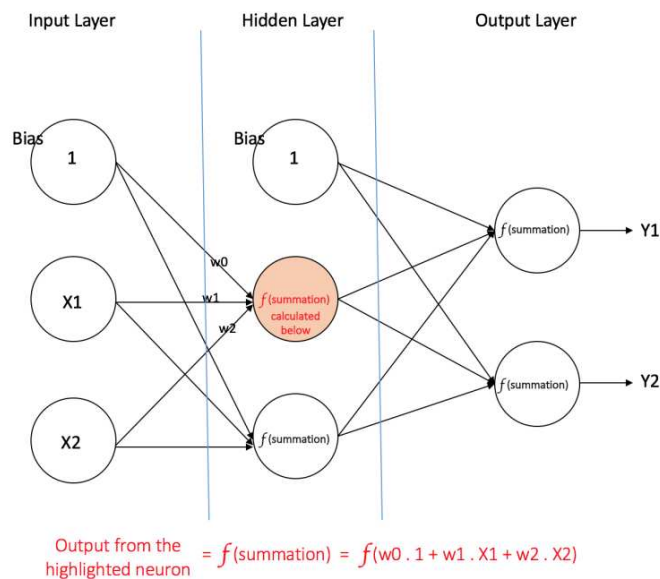 Input Layer
Hidden Layer
Output Layer
Bias
1
Bias
1
f(summation)
Y1
w0
X1
w1
f(summation)
calculated
below
w2
f(summation)
Y2
X2
f(summation)
Output from the
highlighted neuron
= f(summation) = f(w0 . 1 + w1 . X1 + w2 . X2)